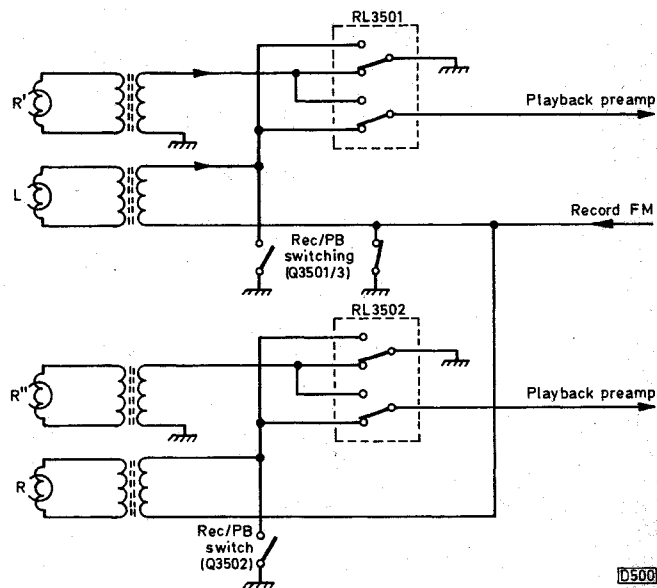 RL3501
R'
Playback preamp
L
Record FM
Rec/PB
switching
(Q3501/3)
RL3502
R"
Playback preamp
R
Rec/PB
switch
(Q3502)
D500